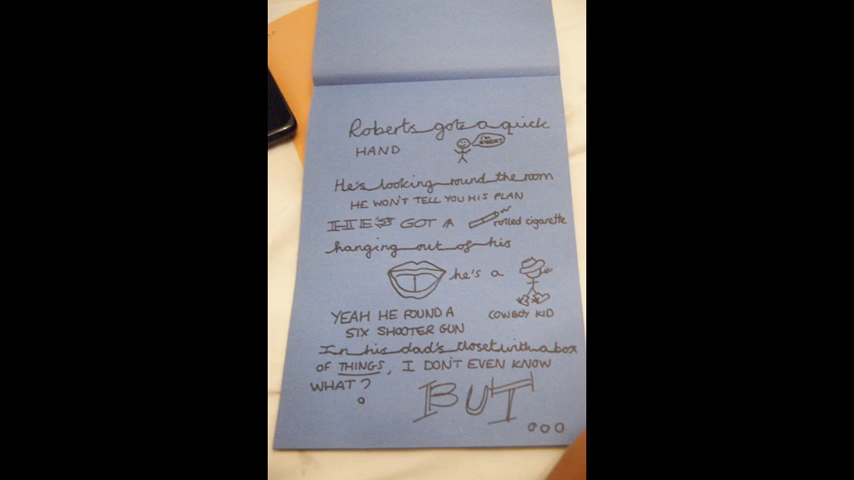 Roberts gots a quick
HAND
I'm ROBERT
He's looking round the room
HE WON'T TELL YOU HIS PLAN
HE'S GOT A rolled cigarette
hanging out of his
he's a
YEAH HE FOUND A COWBOY KID
SIX SHOOTER GUN
In his dad's closet with a box
OF THINGS, I DON'T EVEN KNOW
WHAT?
BUT...